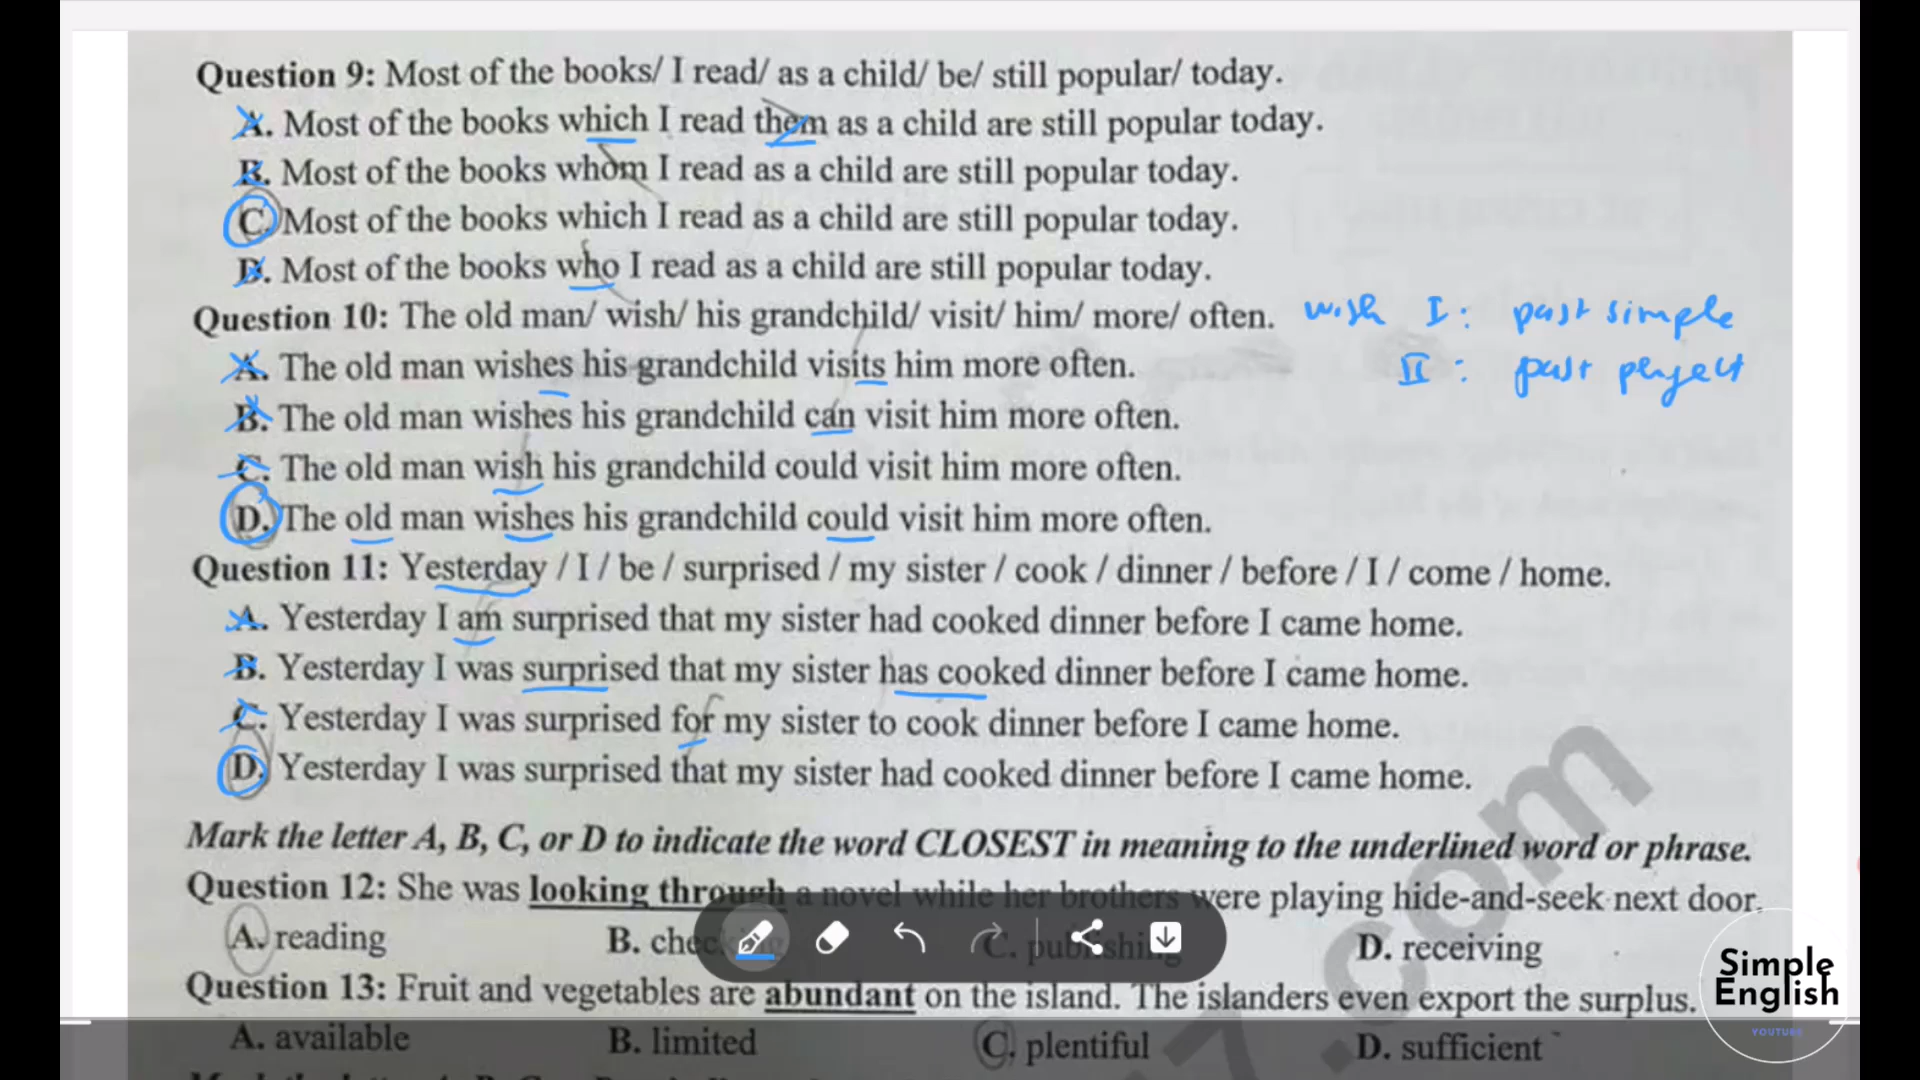 Question 9: Most of the books/ I read/ as a child/ be/ still popular/ today.
A. Most of the books which I read them as a child are still popular today.
B. Most of the books whom I read as a child are still popular today.
C. Most of the books which I read as a child are still popular today.
D. Most of the books who I read as a child are still popular today.
Question 10: The old man/ wish/ his grandchild/ visit/ him/ more/ often. wish I : past simple
A. The old man wishes his grandchild visits him more often. II : past perfect
B. The old man wishes his grandchild can visit him more often.
C. The old man wish his grandchild could visit him more often.
D. The old man wishes his grandchild could visit him more often.
Question 11: Yesterday / I / be / surprised / my sister / cook / dinner / before / I / come / home.
A. Yesterday I am surprised that my sister had cooked dinner before I came home.
B. Yesterday I was surprised that my sister has cooked dinner before I came home.
C. Yesterday I was surprised for my sister to cook dinner before I came home.
D. Yesterday I was surprised that my sister had cooked dinner before I came home.
Mark the letter A, B, C, or D to indicate the word CLOSEST in meaning to the underlined word or phrase.
Question 12: She was looking through a novel while her brothers were playing hide-and-seek next door.
A. reading B. checking C. publishing D. receiving
Question 13: Fruit and vegetables are abundant on the island. The islanders even export the surplus.
A. available B. limited C. plentiful D. sufficient
7.com
Simple
English
YOUTUBE